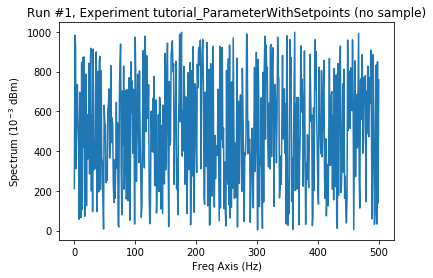 Run #1, Experiment tutorial_ParameterWithSetpoints (no sample)
1000
800
600
400
200
0
Spectrum (10⁻³ dBm)
0 100 200 300 400 500
Freq Axis (Hz)